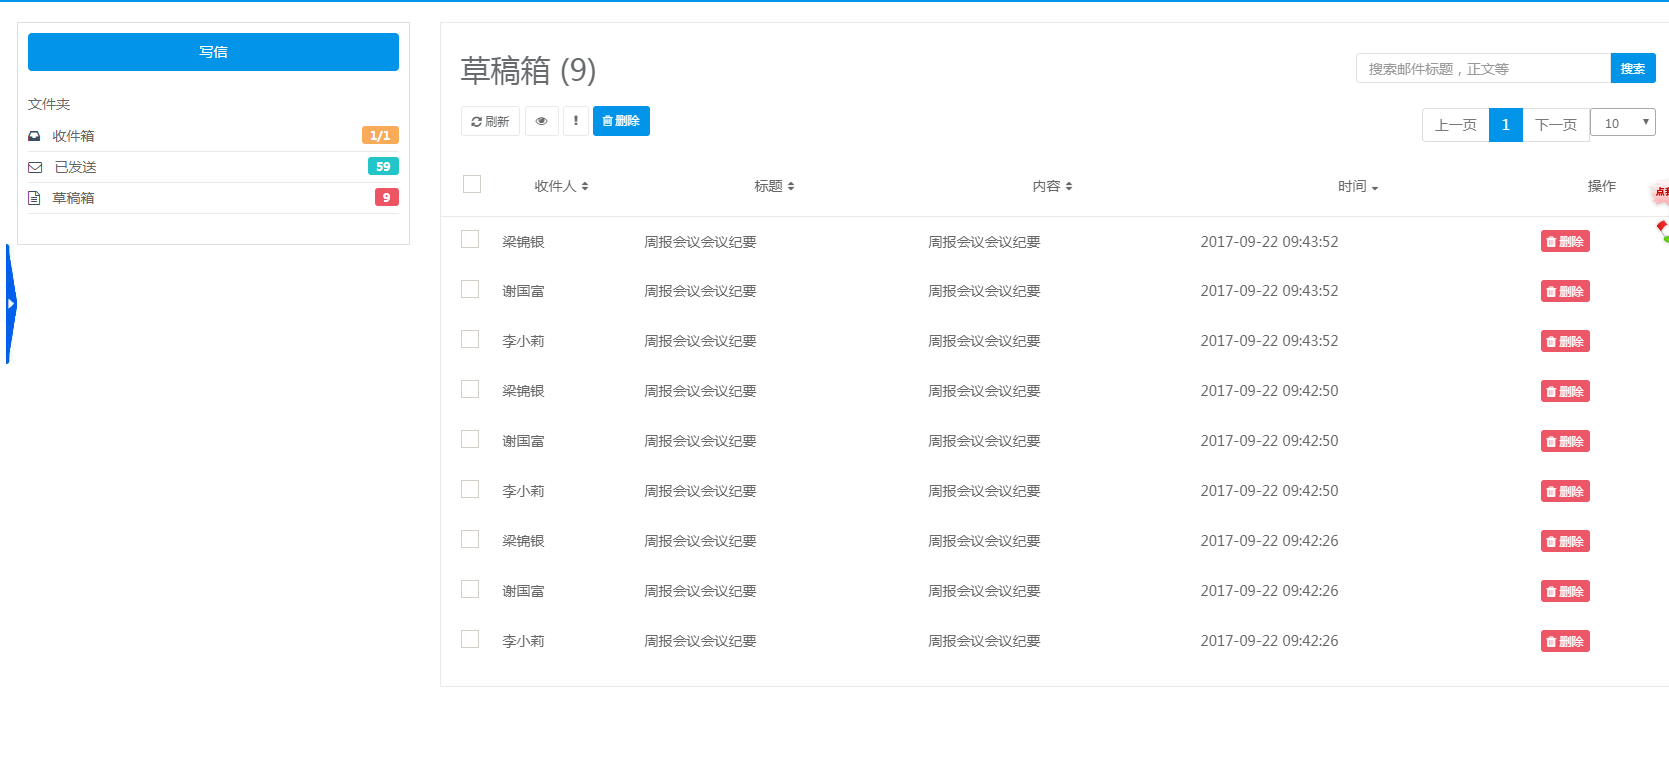 写信
文件夹
收件箱 1/1
已发送 59
草稿箱 9
草稿箱 (9)
搜索邮件标题，正文等 搜索
刷新 删除
上一页 1 下一页 10
收件人 标题 内容 时间 操作
梁锦银 周报会议会议纪要 周报会议会议纪要 2017-09-22 09:43:52 删除
谢国富 周报会议会议纪要 周报会议会议纪要 2017-09-22 09:43:52 删除
李小莉 周报会议会议纪要 周报会议会议纪要 2017-09-22 09:43:52 删除
梁锦银 周报会议会议纪要 周报会议会议纪要 2017-09-22 09:42:50 删除
谢国富 周报会议会议纪要 周报会议会议纪要 2017-09-22 09:42:50 删除
李小莉 周报会议会议纪要 周报会议会议纪要 2017-09-22 09:42:50 删除
梁锦银 周报会议会议纪要 周报会议会议纪要 2017-09-22 09:42:26 删除
谢国富 周报会议会议纪要 周报会议会议纪要 2017-09-22 09:42:26 删除
李小莉 周报会议会议纪要 周报会议会议纪要 2017-09-22 09:42:26 删除